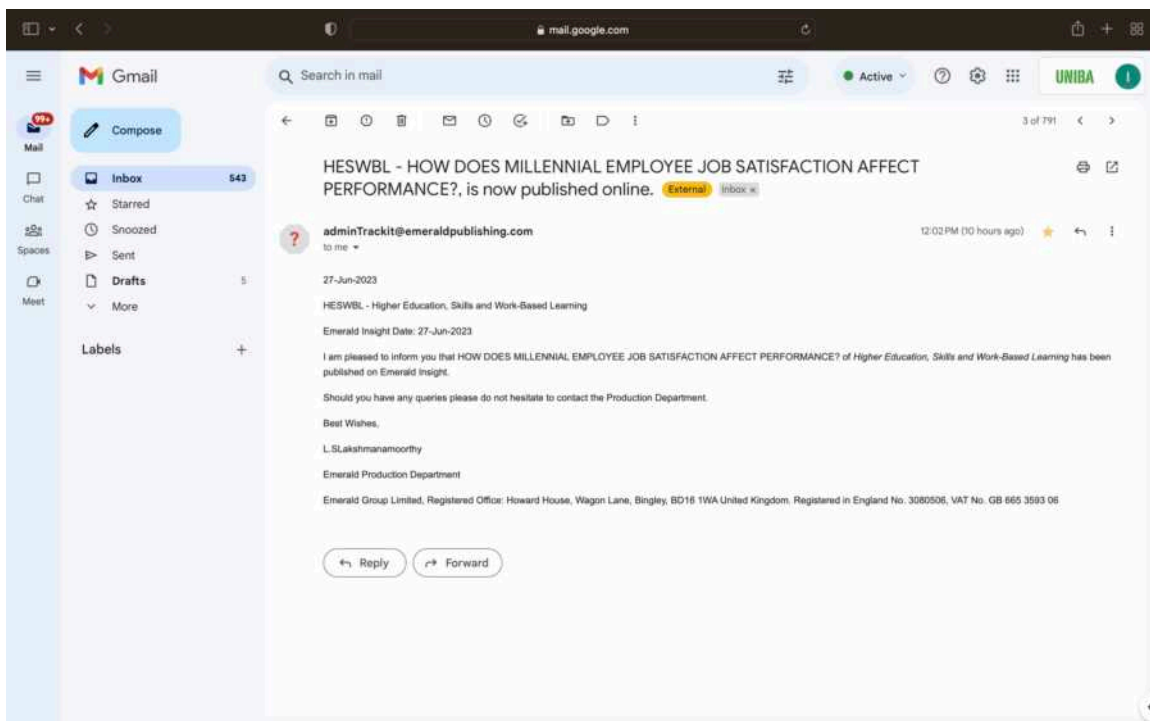 mail.google.com
Gmail
Search in mail
Active
UNIBA
I
99+
Mail
Compose
3 of 791
Chat
Spaces
Meet
Inbox 543
Starred
Snoozed
Sent
Drafts 5
More
Labels
HESWBL - HOW DOES MILLENNIAL EMPLOYEE JOB SATISFACTION AFFECT
PERFORMANCE?, is now published online. External Inbox x
adminTrackit@emeraldpublishing.com
12:02 PM (10 hours ago)
to me
27-Jun-2023
HESWBL - Higher Education, Skills and Work-Based Learning
Emerald Insight Date: 27-Jun-2023
I am pleased to inform you that HOW DOES MILLENNIAL EMPLOYEE JOB SATISFACTION AFFECT PERFORMANCE? of Higher Education, Skills and Work-Based Learning has been
published on Emerald Insight.
Should you have any queries please do not hesitate to contact the Production Department.
Best Wishes,
L.SLakshmanamoorthy
Emerald Production Department
Emerald Group Limited, Registered Office: Howard House, Wagon Lane, Bingley, BD16 1WA United Kingdom. Registered in England No. 3080506, VAT No. GB 665 3593 06
Reply
Forward